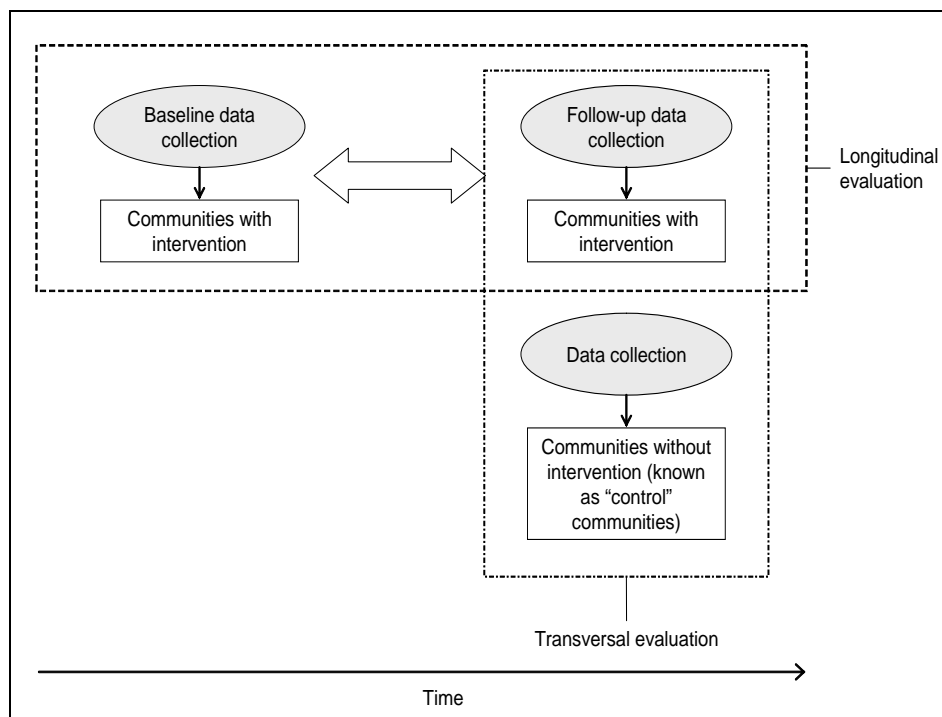 Baseline data
collection
Communities with
intervention
Follow-up data
collection
Communities with
intervention
Longitudinal
evaluation
Data collection
Communities without
intervention (known
as “control”
communities)
Transversal evaluation
Time